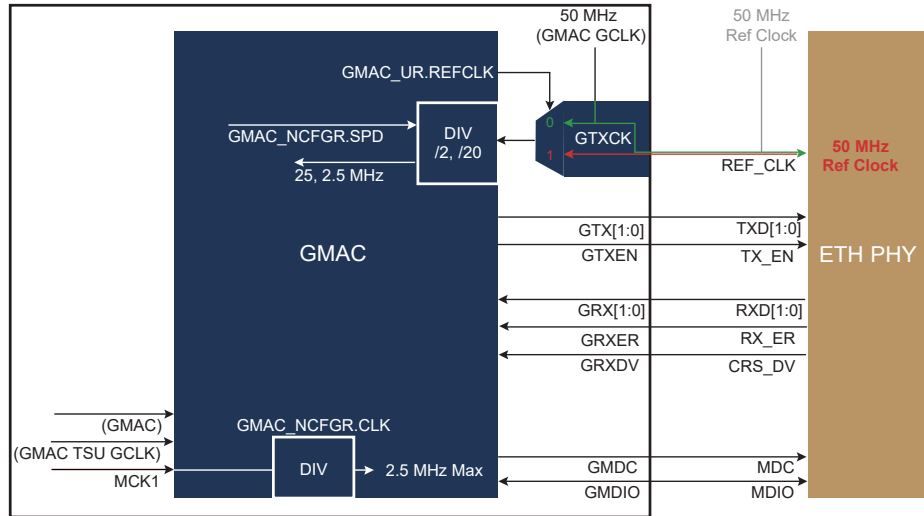 50 MHz
(GMAC GCLK)
50 MHz
Ref Clock
GMAC_UR.REFCLK
0
GTXCK
1
DIV
/2, /20
GMAC_NCFGR.SPD
25, 2.5 MHz
REF_CLK
50 MHz
Ref Clock
GTX[1:0]
TXD[1:0]
GMAC
GTXEN
TX_EN
ETH PHY
GRX[1:0]
RXD[1:0]
GRXER
RX_ER
GRXDV
CRS_DV
(GMAC)
GMAC_NCFGR.CLK
(GMAC TSU GCLK)
MCK1
DIV
2.5 MHz Max
GMDC
MDC
GMDIO
MDIO